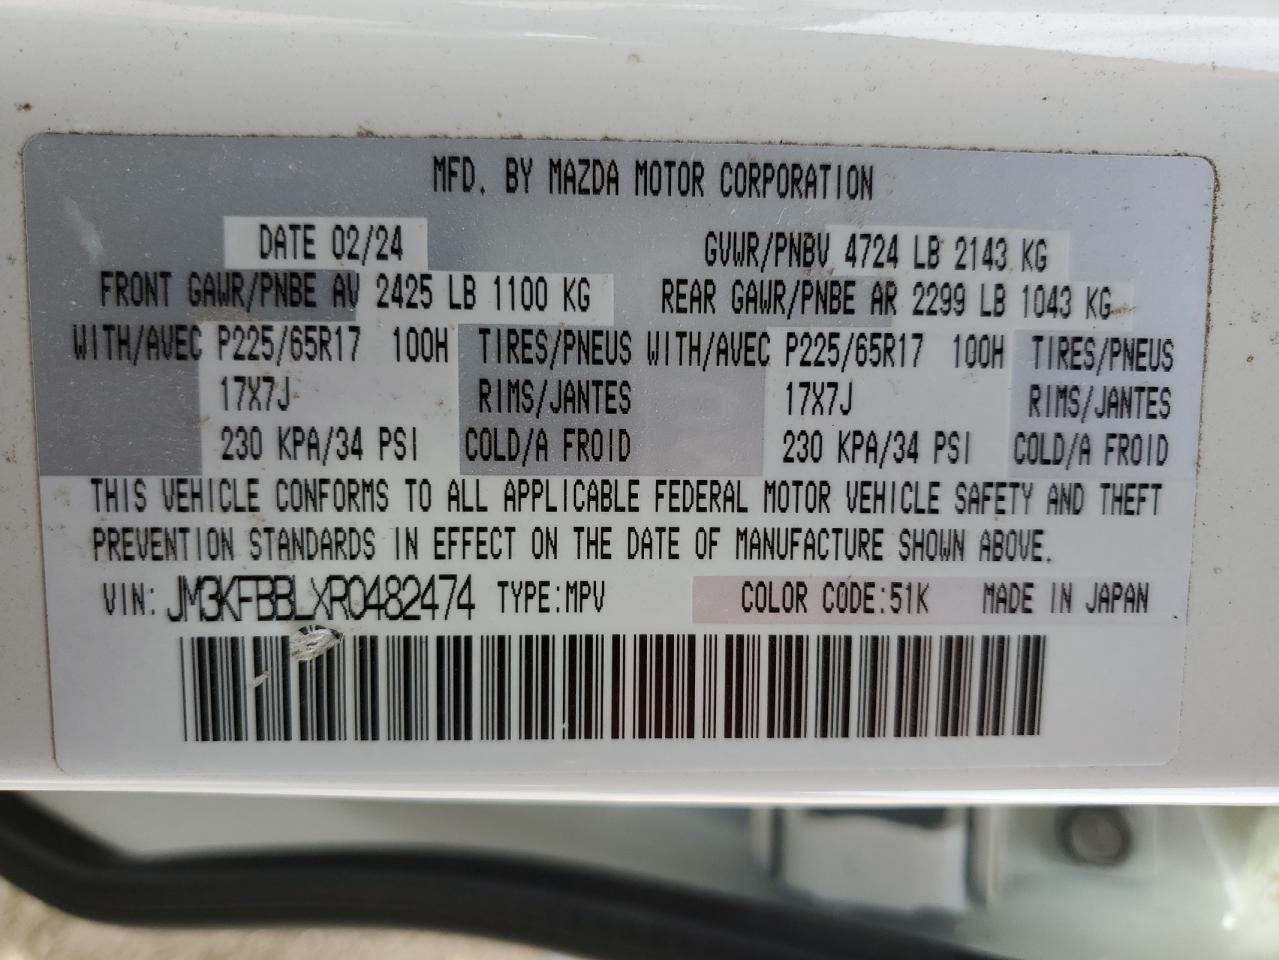 MFD. BY MAZDA MOTOR CORPORATION
DATE 02/24 GVWR/PNBV 4724 LB 2143 KG
FRONT GAWR/PNBE AV 2425 LB 1100 KG REAR GAWR/PNBE AR 2299 LB 1043 KG
WITH/AVEC P225/65R17 100H TIRES/PNEUS WITH/AVEC P225/65R17 100H TIRES/PNEUS
17X7J RIMS/JANTES 17X7J RIMS/JANTES
230 KPA/34 PSI COLD/A FROID 230 KPA/34 PSI COLD/A FROID
THIS VEHICLE CONFORMS TO ALL APPLICABLE FEDERAL MOTOR VEHICLE SAFETY AND THEFT
PREVENTION STANDARDS IN EFFECT ON THE DATE OF MANUFACTURE SHOWN ABOVE.
VIN: JM3KFBBLXR0482474 TYPE:MPV COLOR CODE:51K MADE IN JAPAN